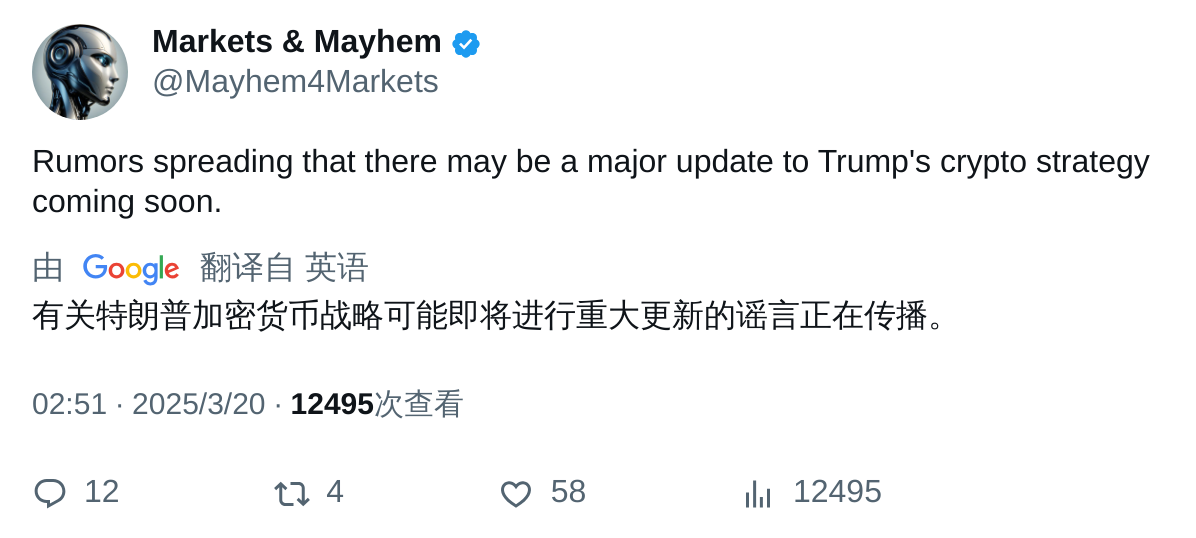 Markets & Mayhem
@Mayhem4Markets
Rumors spreading that there may be a major update to Trump's crypto strategy
coming soon.
由 Google 翻译自 英语
有关特朗普加密货币战略可能即将进行重大更新的谣言正在传播。
02:51 · 2025/3/20 · 12495次查看
12 4 58 12495